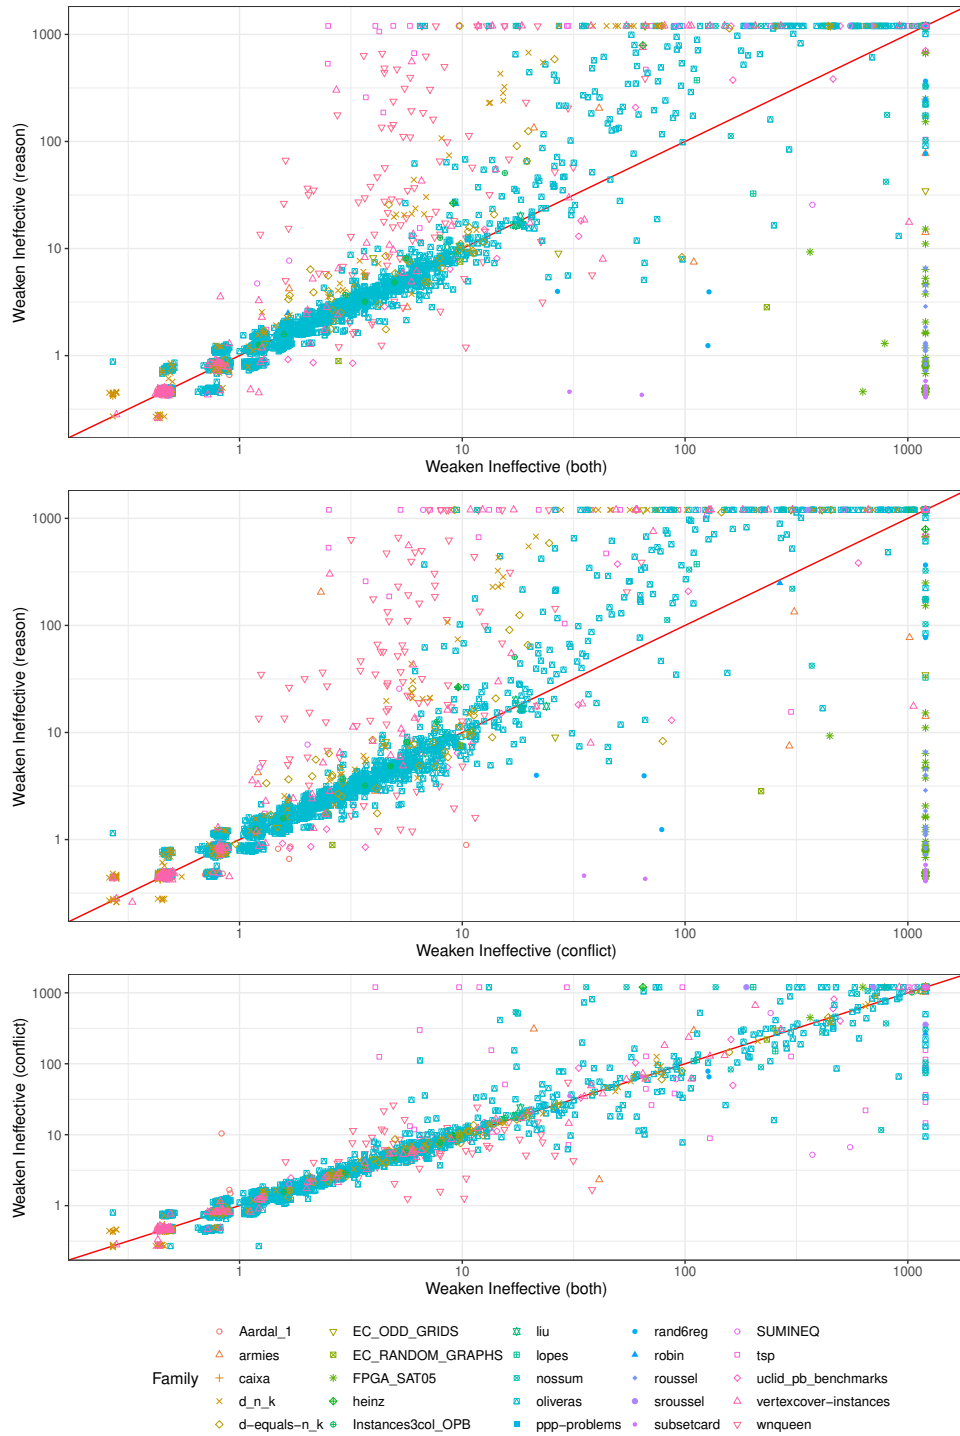 1000
100
10
1
Weaken Ineffective (reason)
1 10 100 1000
Weaken Ineffective (both)
1000
100
10
1
Weaken Ineffective (reason)
1 10 100 1000
Weaken Ineffective (conflict)
1000
100
10
1
Weaken Ineffective (conflict)
1 10 100 1000
Weaken Ineffective (both)
Family
Aardal_1
armies
caixa
d_n_k
d-equals-n_k
EC_ODD_GRIDS
EC_RANDOM_GRAPHS
FPGA_SAT05
heinz
Instances3col_OPB
liu
lopes
nossum
oliveras
ppp-problems
rand6reg
robin
roussel
sroussel
subsetcard
SUMINEQ
tsp
uclid_pb_benchmarks
vertexcover-instances
wnqueen